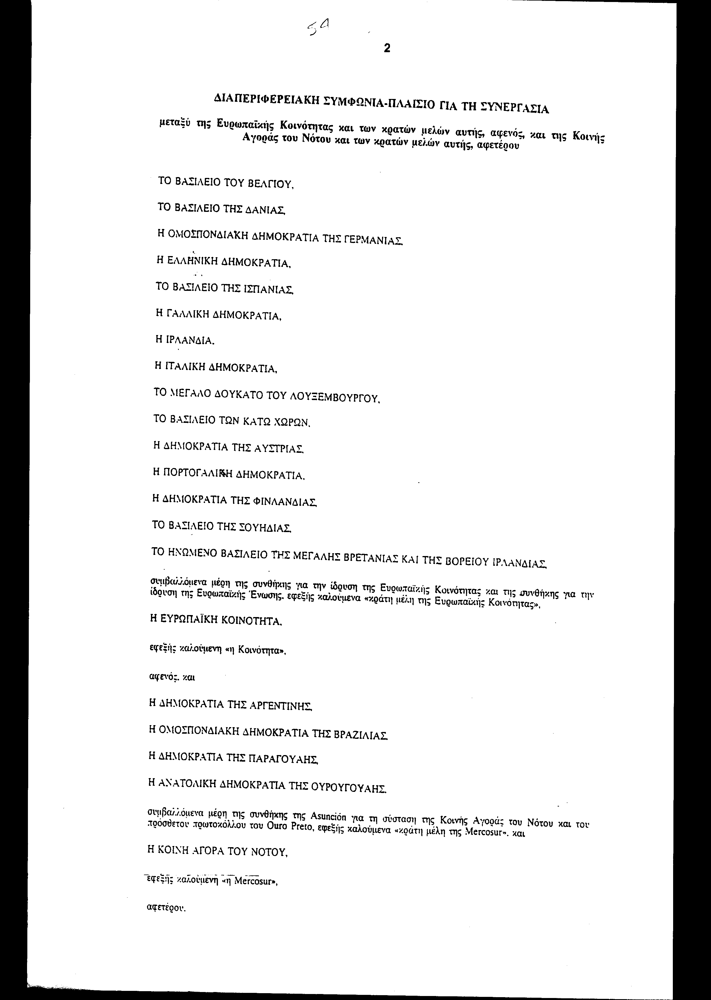 2
ΔΙΑΠΕΡΙΦΕΡΕΙΑΚΗ ΣΥΜΦΩΝΙΑ-ΠΛΑΙΣΙΟ ΓΙΑ ΤΗ ΣΥΝΕΡΓΑΣΙΑ
μεταξύ της Ευρωπαϊκής Κοινότητας και των κρατών μελών αυτής, αφενός, και της Κοινής
Αγοράς του Νότου και των κρατών μελών αυτής, αφετέρου
ΤΟ ΒΑΣΙΛΕΙΟ ΤΟΥ ΒΕΛΓΙΟΥ,
ΤΟ ΒΑΣΙΛΕΙΟ ΤΗΣ ΔΑΝΙΑΣ,
Η ΟΜΟΣΠΟΝΔΙΑΚΗ ΔΗΜΟΚΡΑΤΙΑ ΤΗΣ ΓΕΡΜΑΝΙΑΣ,
Η ΕΛΛΗΝΙΚΗ ΔΗΜΟΚΡΑΤΙΑ,
ΤΟ ΒΑΣΙΛΕΙΟ ΤΗΣ ΙΣΠΑΝΙΑΣ,
Η ΓΑΛΛΙΚΗ ΔΗΜΟΚΡΑΤΙΑ,
Η ΙΡΛΑΝΔΙΑ,
Η ΙΤΑΛΙΚΗ ΔΗΜΟΚΡΑΤΙΑ,
ΤΟ ΜΕΓΑΛΟ ΔΟΥΚΑΤΟ ΤΟΥ ΛΟΥΞΕΜΒΟΥΡΓΟΥ,
ΤΟ ΒΑΣΙΛΕΙΟ ΤΩΝ ΚΑΤΩ ΧΩΡΩΝ,
Η ΔΗΜΟΚΡΑΤΙΑ ΤΗΣ ΑΥΣΤΡΙΑΣ,
Η ΠΟΡΤΟΓΑΛΙΚΗ ΔΗΜΟΚΡΑΤΙΑ,
Η ΔΗΜΟΚΡΑΤΙΑ ΤΗΣ ΦΙΝΛΑΝΔΙΑΣ,
ΤΟ ΒΑΣΙΛΕΙΟ ΤΗΣ ΣΟΥΗΔΙΑΣ,
ΤΟ ΗΝΩΜΕΝΟ ΒΑΣΙΛΕΙΟ ΤΗΣ ΜΕΓΑΛΗΣ ΒΡΕΤΑΝΙΑΣ ΚΑΙ ΤΗΣ ΒΟΡΕΙΟΥ ΙΡΛΑΝΔΙΑΣ,
συμβαλλόμενα μέρη της συνθήκης για την ίδρυση της Ευρωπαϊκής Κοινότητας και της συνθήκης για την
ίδρυση της Ευρωπαϊκής Ένωσης, εφεξής καλούμενα «κράτη μέλη της Ευρωπαϊκής Κοινότητας»,
Η ΕΥΡΩΠΑΪΚΗ ΚΟΙΝΟΤΗΤΑ,
εφεξής καλούμενη «η Κοινότητα»,
αφενός, και
Η ΔΗΜΟΚΡΑΤΙΑ ΤΗΣ ΑΡΓΕΝΤΙΝΗΣ,
Η ΟΜΟΣΠΟΝΔΙΑΚΗ ΔΗΜΟΚΡΑΤΙΑ ΤΗΣ ΒΡΑΖΙΛΙΑΣ,
Η ΔΗΜΟΚΡΑΤΙΑ ΤΗΣ ΠΑΡΑΓΟΥΑΗΣ,
Η ΑΝΑΤΟΛΙΚΗ ΔΗΜΟΚΡΑΤΙΑ ΤΗΣ ΟΥΡΟΥΓΟΥΑΗΣ,
συμβαλλόμενα μέρη της συνθήκης της Asunción για τη σύσταση της Κοινής Αγοράς του Νότου και του
πρόσθετου πρωτοκόλλου του Ouro Preto, εφεξής καλούμενα «κράτη μέλη της Mercosur», και
Η ΚΟΙΝΗ ΑΓΟΡΑ ΤΟΥ ΝΟΤΟΥ,
εφεξής καλούμενη «η Mercosur»,
αφετέρου,